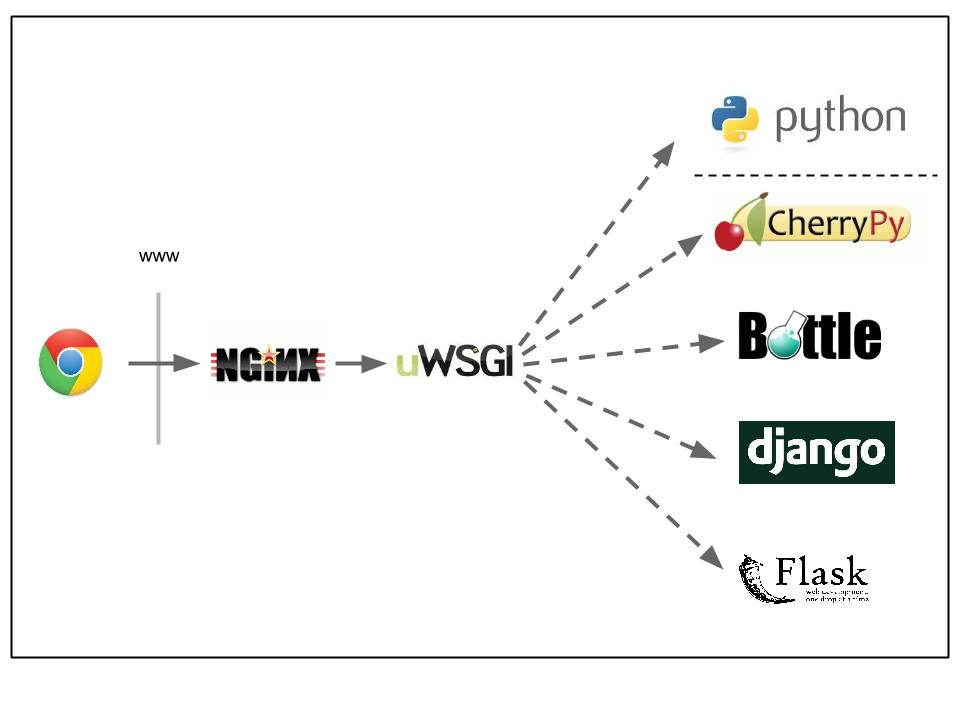 python
CherryPy
www
Bottle
NGiNX
uWSGI
django
Flask
web development,
one drop at a time